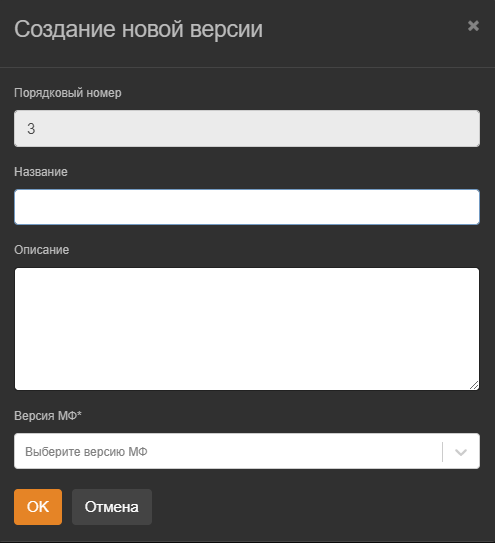 Создание новой версии
Порядковый номер
3
Название
Описание
Версия МФ*
Выберите версию МФ
OK
Отмена